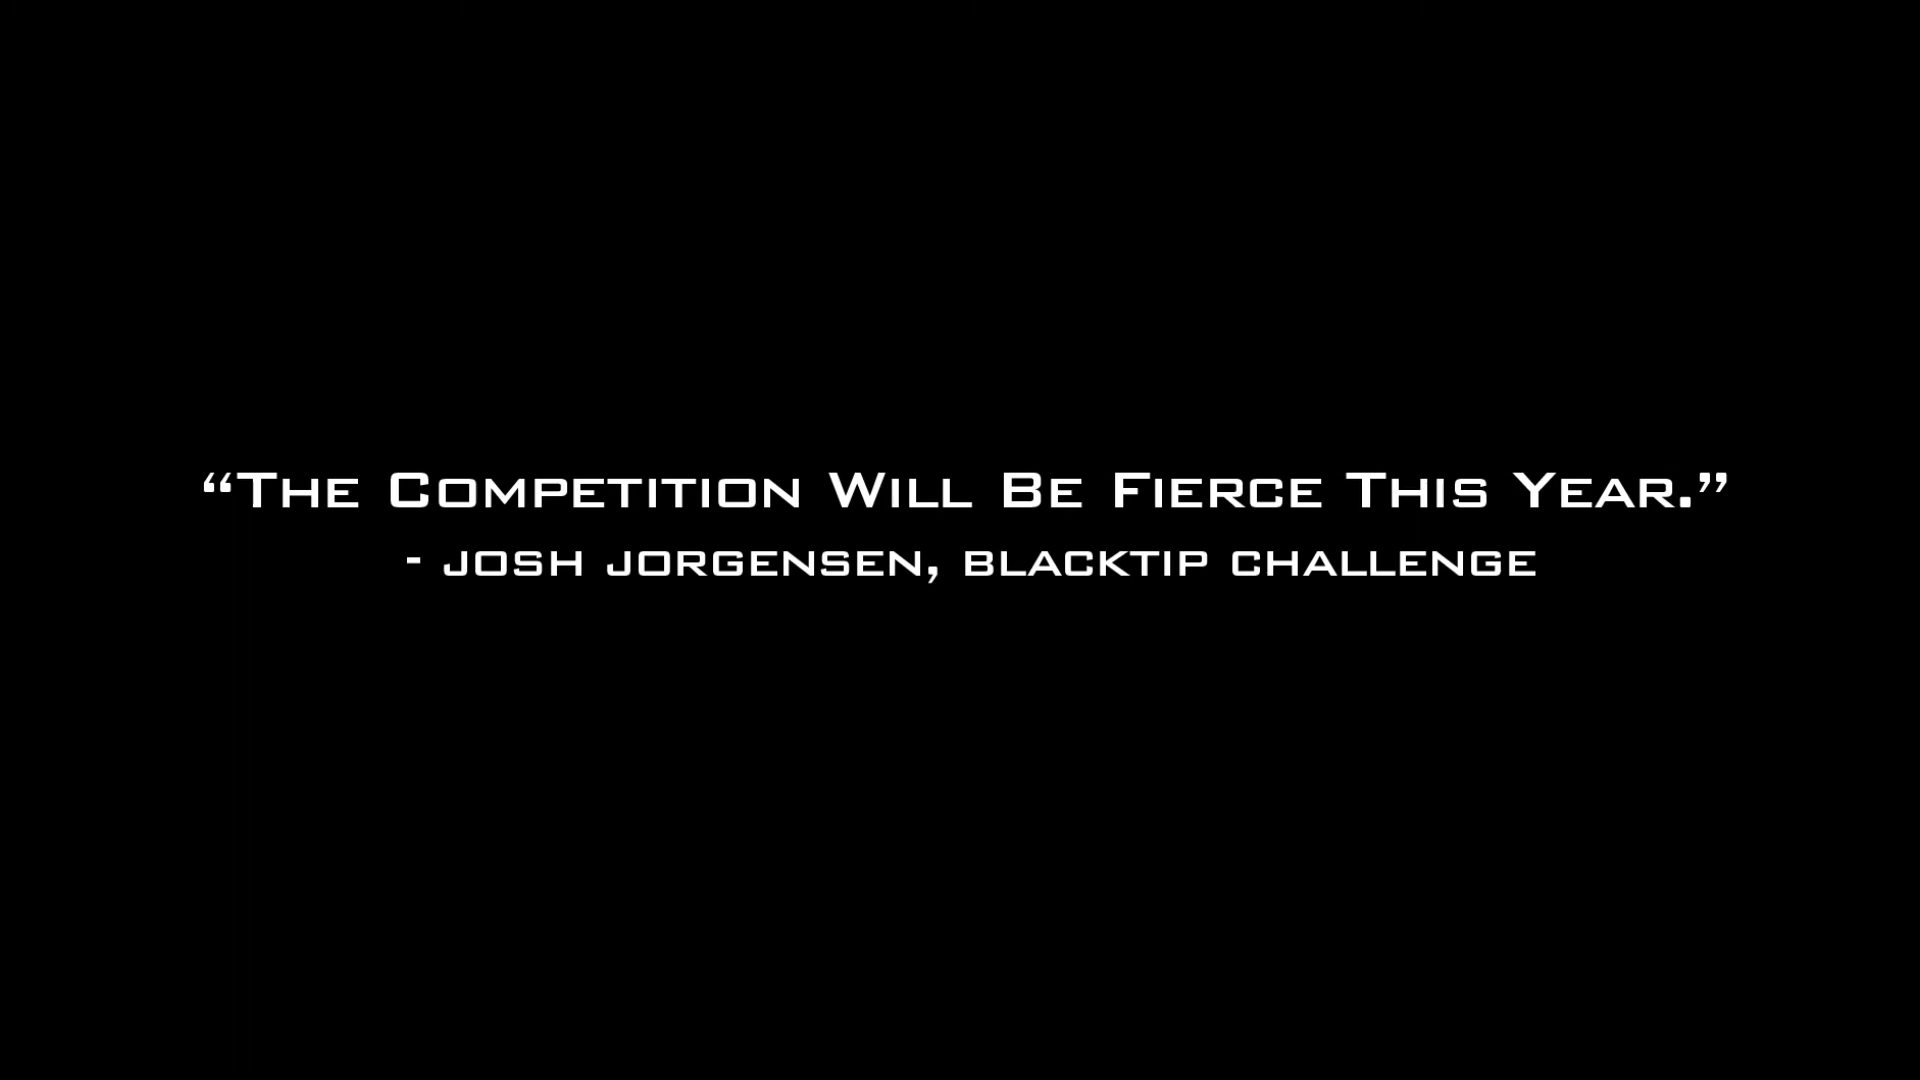 “The Competition Will Be Fierce This Year.”
- JOSH JORGENSEN, BLACKTIP CHALLENGE